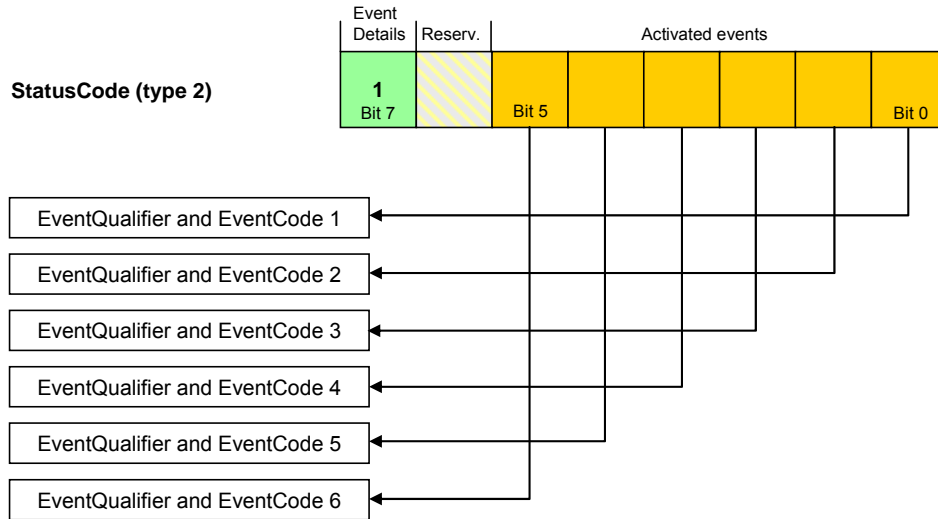 Event
Details
Reserv.
Activated events
StatusCode (type 2)
1
Bit 7
Bit 5
Bit 0
EventQualifier and EventCode 1
EventQualifier and EventCode 2
EventQualifier and EventCode 3
EventQualifier and EventCode 4
EventQualifier and EventCode 5
EventQualifier and EventCode 6